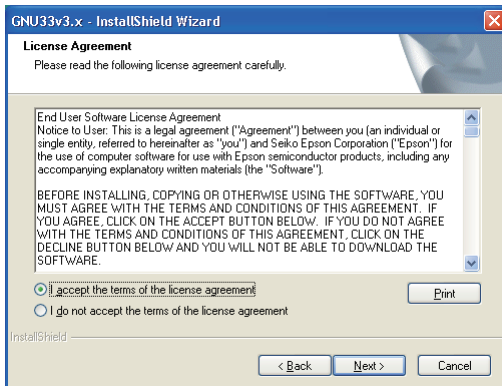 GNU33v3.x - InstallShield Wizard
License Agreement
Please read the following license agreement carefully.
End User Software License Agreement
Notice to User: This is a legal agreement ("Agreement") between you (an individual or
single entity, referred to hereinafter as "you") and Seiko Epson Corporation ("Epson") for
the use of computer software for use with Epson semiconductor products, including any
accompanying explanatory written materials (the "Software").
BEFORE INSTALLING, COPYING OR OTHERWISE USING THE SOFTWARE, YOU
MUST AGREE WITH THE TERMS AND CONDITIONS OF THIS AGREEMENT. IF
YOU AGREE, CLICK ON THE ACCEPT BUTTON BELOW. IF YOU DO NOT AGREE
WITH THE TERMS AND CONDITIONS OF THIS AGREEMENT, CLICK ON THE
DECLINE BUTTON BELOW AND YOU WILL NOT BE ABLE TO DOWNLOAD THE
SOFTWARE.
I accept the terms of the license agreement
Print
I do not accept the terms of the license agreement
InstallShield
< Back
Next >
Cancel